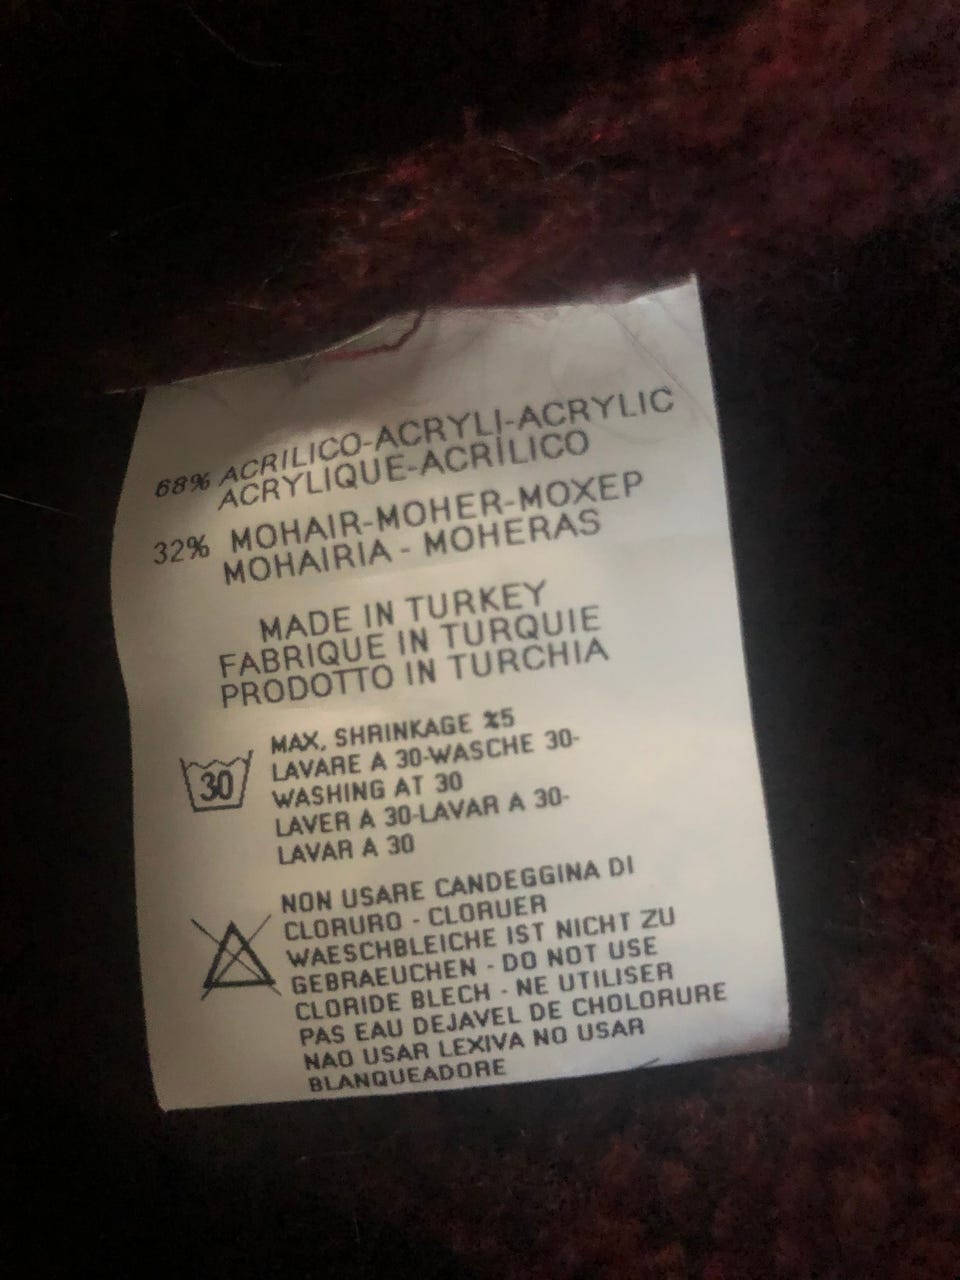 68% ACRILICO-ACRYLI-ACRYLIC
ACRYLIQUE-ACRİLICO
32% MOHAIR-MOHER-MOXEP
MOHAIRIA - MOHERAS
MADE IN TURKEY
FABRIQUE IN TURQUIE
PRODOTTO IN TURCHIA
MAX. SHRINKAGE %5
LAVARE A 30-WASCHE 30-
30 WASHING AT 30
LAVER A 30-LAVAR A 30-
LAVAR A 30
NON USARE CANDEGGINA DI
CLORURO - CLORUER
WAESCHBLEICHE IST NICHT ZU
GEBRAEUCHEN - DO NOT USE
CLORIDE BLECH - NE UTILISER
PAS EAU DEJAVEL DE CHOLORURE
NAO USAR LEXIVA NO USAR
BLANQUEADORE